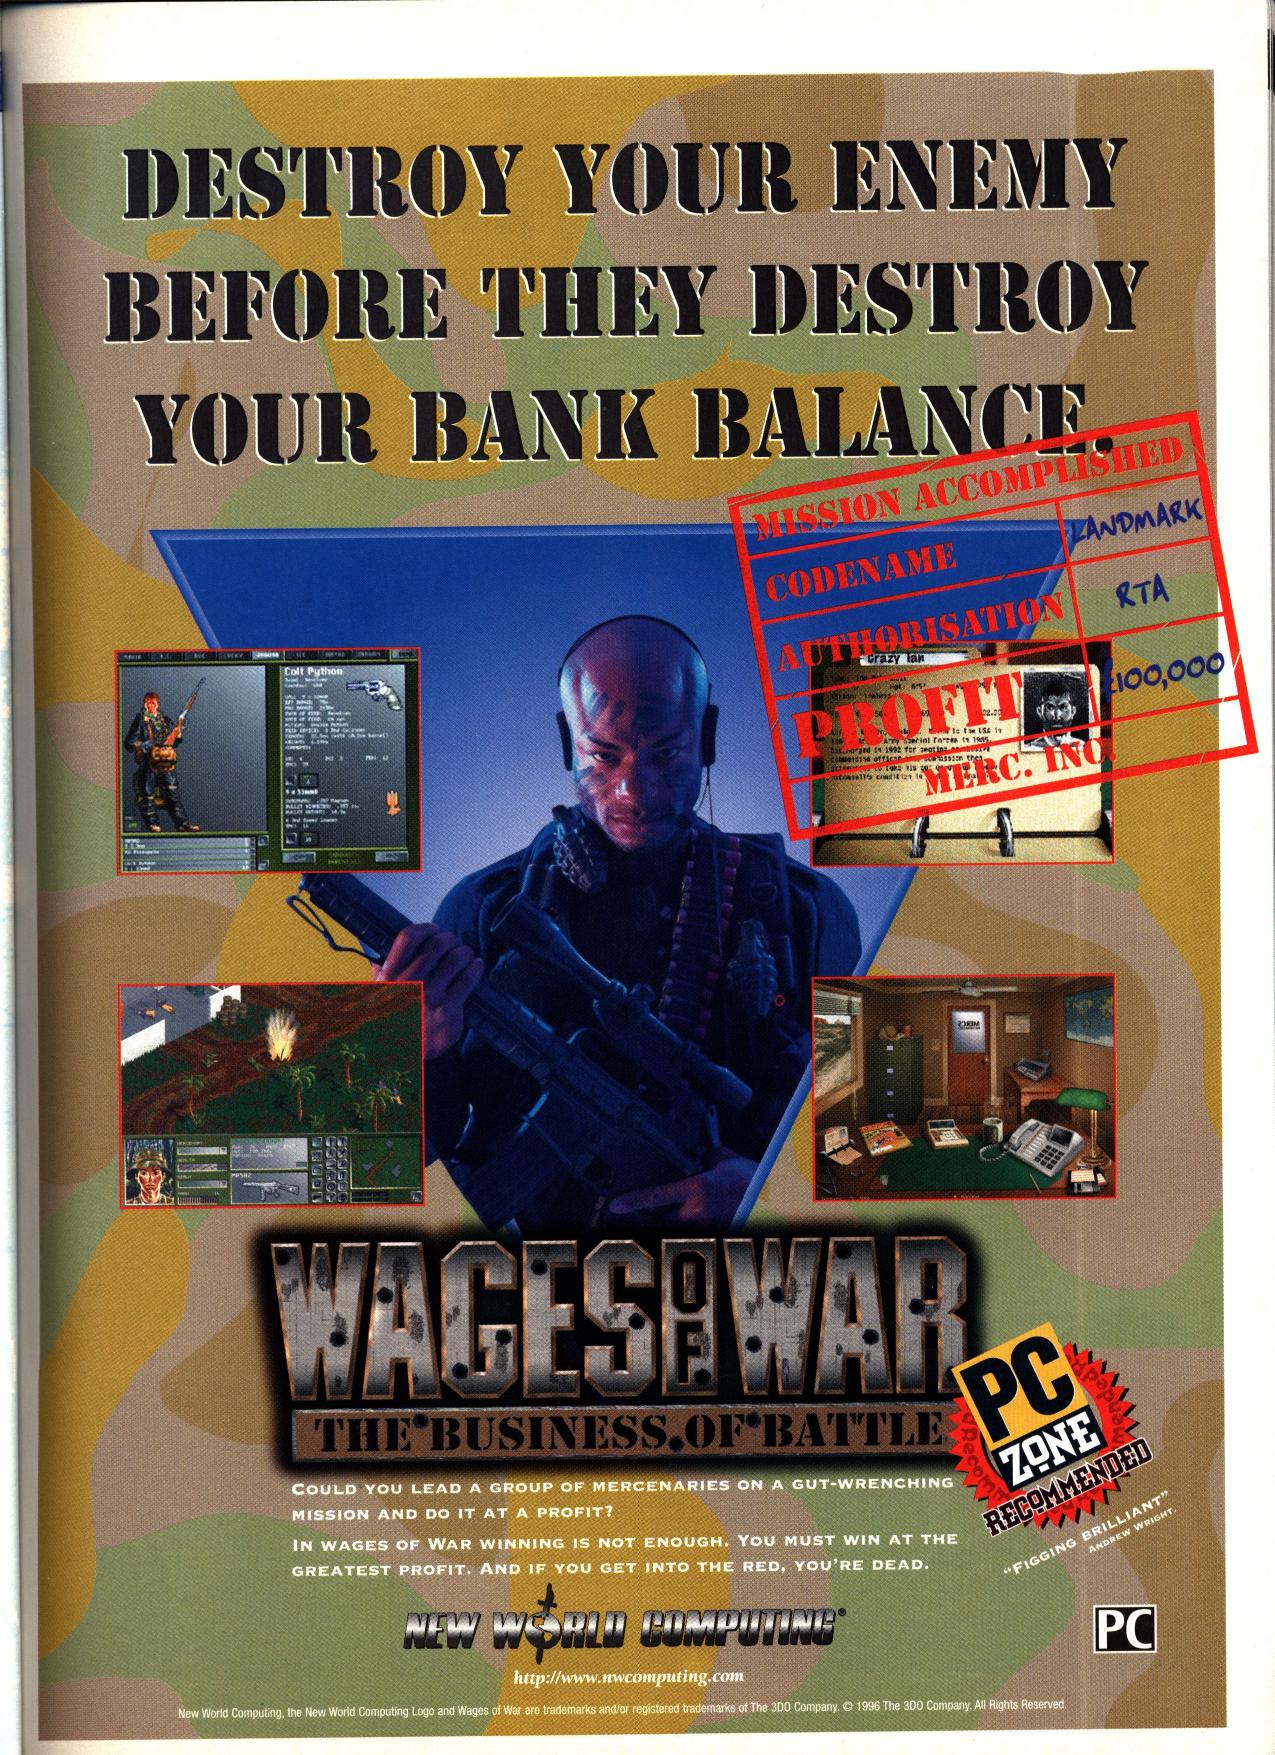 DESTROY YOUR ENEMY
BEFORE THEY DESTROY
YOUR BANK BALANCE.
MISSION ACCOMPLISHED
CODENAME LANDMARK
AUTHORISATION RTA
PROFIT £100,000
MERC. INC.
Colt Python
9 x 33mmR
Crazy Ian
MP5A2
MERCS
WAGES OF WAR
THE BUSINESS OF BATTLE
PC
ZONE
RECOMMENDED
"FIGGING BRILLIANT"
ANDREW WRIGHT.
COULD YOU LEAD A GROUP OF MERCENARIES ON A GUT-WRENCHING
MISSION AND DO IT AT A PROFIT?
IN WAGES OF WAR WINNING IS NOT ENOUGH. YOU MUST WIN AT THE
GREATEST PROFIT. AND IF YOU GET INTO THE RED, YOU'RE DEAD.
NEW WORLD COMPUTING®
PC
http://www.nwcomputing.com
New World Computing, the New World Computing Logo and Wages of War are trademarks and/or registered trademarks of The 3DO Company. © 1996 The 3DO Company. All Rights Reserved.